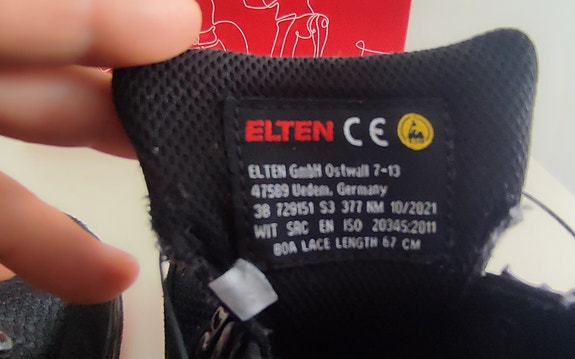 ELTEN CE
ELTEN GmbH Ostwall 7-13
47589 Uedem. Germany
38 729151 S3 377 NM 10/2021
WIT SRC EN ISO 20345:2011
BOA LACE LENGTH 67 CM